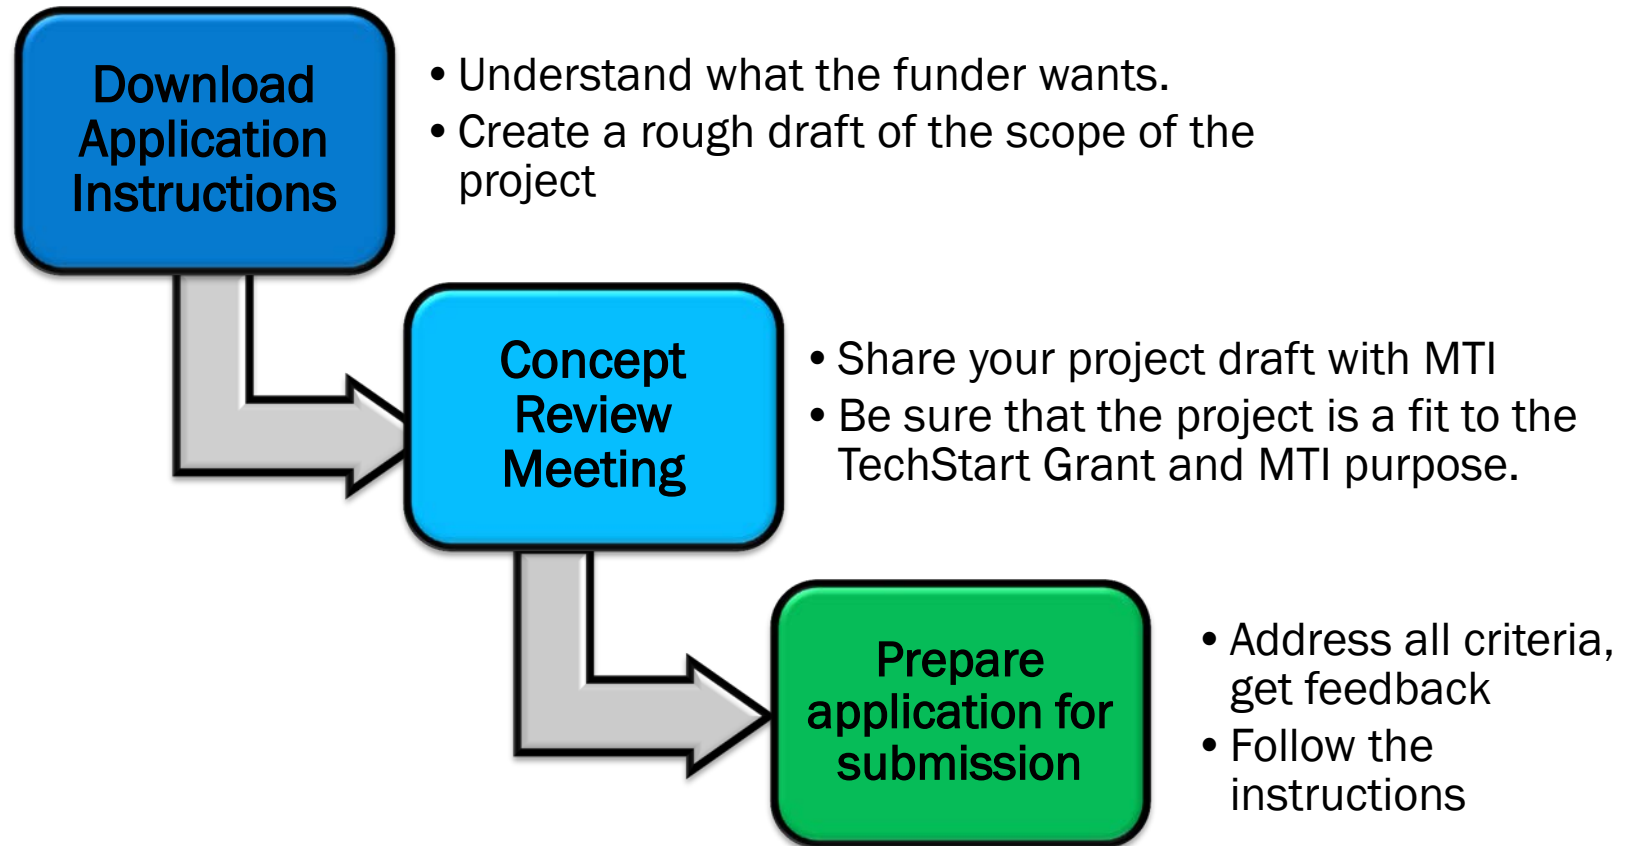 Download
Application
Instructions
• Understand what the funder wants.
• Create a rough draft of the scope of the
project
Concept
Review
Meeting
• Share your project draft with MTI
• Be sure that the project is a fit to the
TechStart Grant and MTI purpose.
Prepare
application for
submission
• Address all criteria,
get feedback
• Follow the
instructions